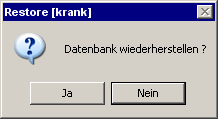 Restore [krank]
Datenbank wiederherstellen ?
Ja
Nein